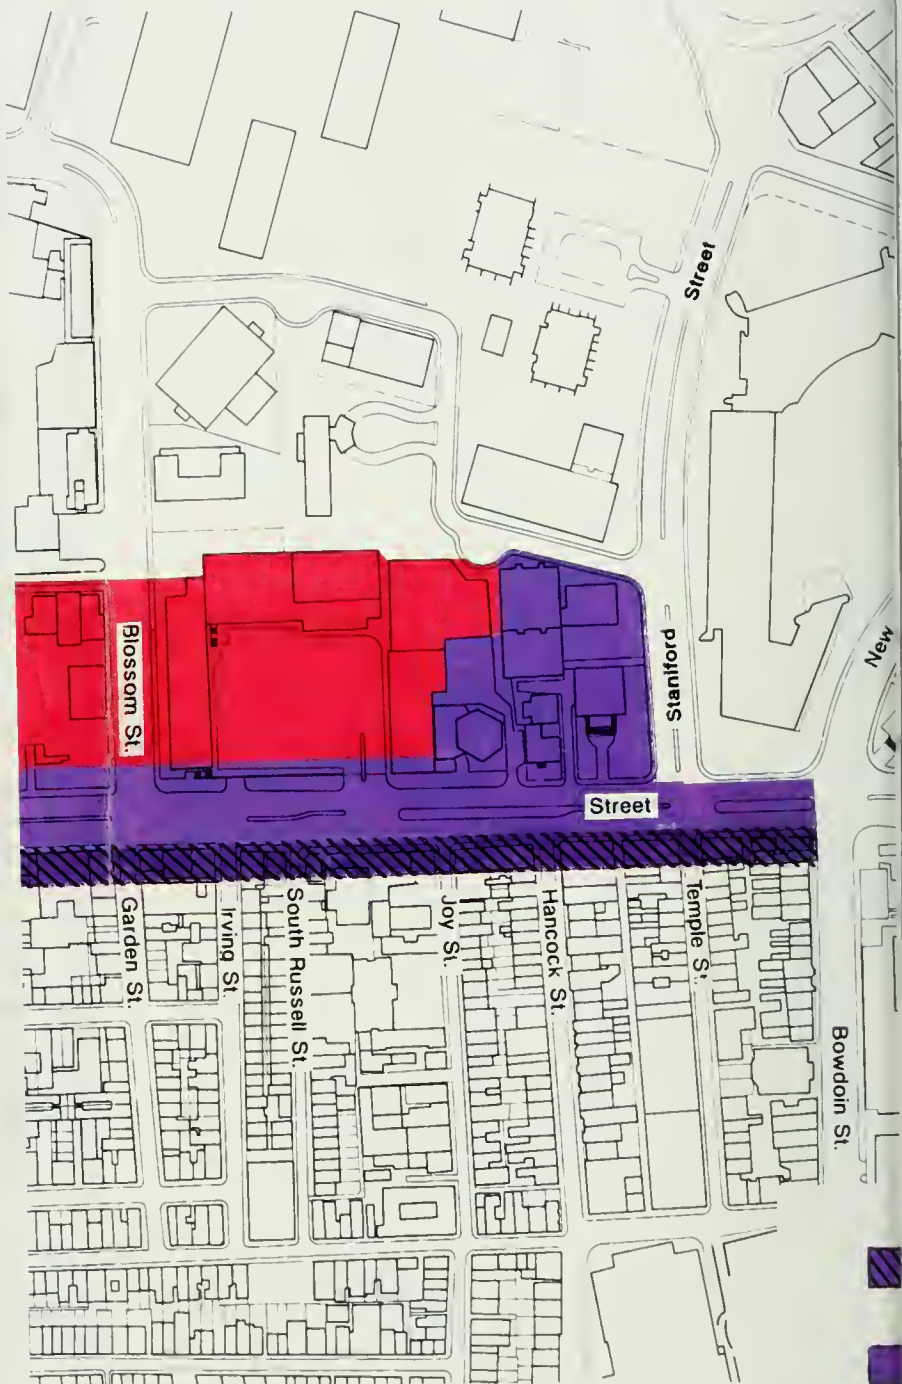 Street
New
Blossom St.
Staniford
Street
Garden St.
Irving St.
South Russell St.
Joy St.
Hancock St.
Temple St.
Bowdoin St.